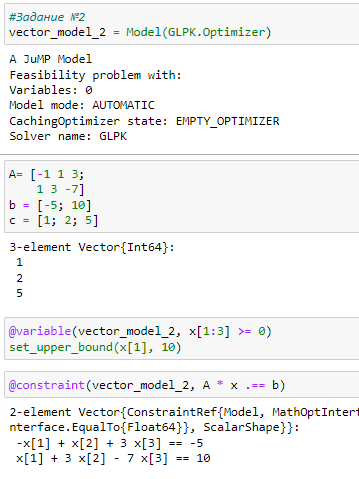 #Задание №2
vector_model_2 = Model(GLPK.Optimizer)
A JuMP Model
Feasibility problem with:
Variables: 0
Model mode: AUTOMATIC
CachingOptimizer state: EMPTY_OPTIMIZER
Solver name: GLPK
A= [-1 1 3;
    1 3 -7]
b = [-5; 10]
c = [1; 2; 5]
3-element Vector{Int64}:
 1
 2
 5
@variable(vector_model_2, x[1:3] >= 0)
set_upper_bound(x[1], 10)
@constraint(vector_model_2, A * x .== b)
2-element Vector{ConstraintRef{Model, MathOptInterf
nterface.EqualTo{Float64}}, ScalarShape}}:
 -x[1] + x[2] + 3 x[3] == -5
 x[1] + 3 x[2] - 7 x[3] == 10